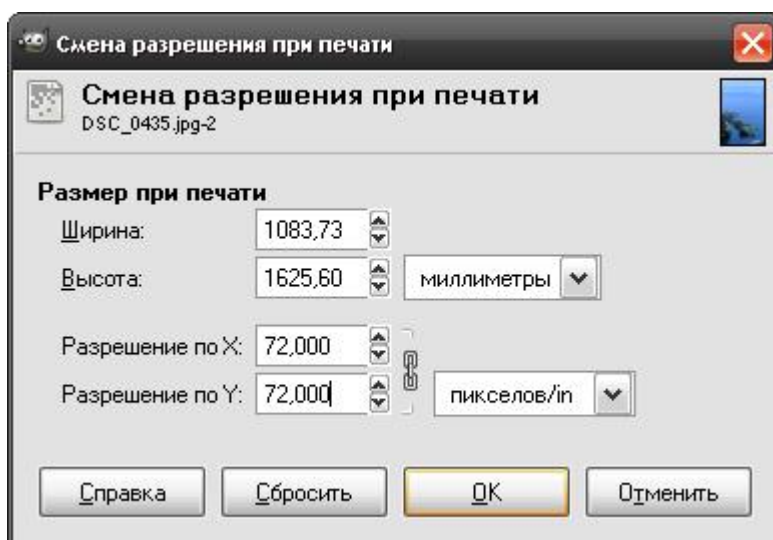 Смена разрешения при печати
Смена разрешения при печати
DSC_0435.jpg-2
Размер при печати
Ширина: 1083,73
Высота: 1625,60 миллиметры
Разрешение по X: 72,000
Разрешение по Y: 72,000 пикселов/in
Справка Сбросить OK Отменить